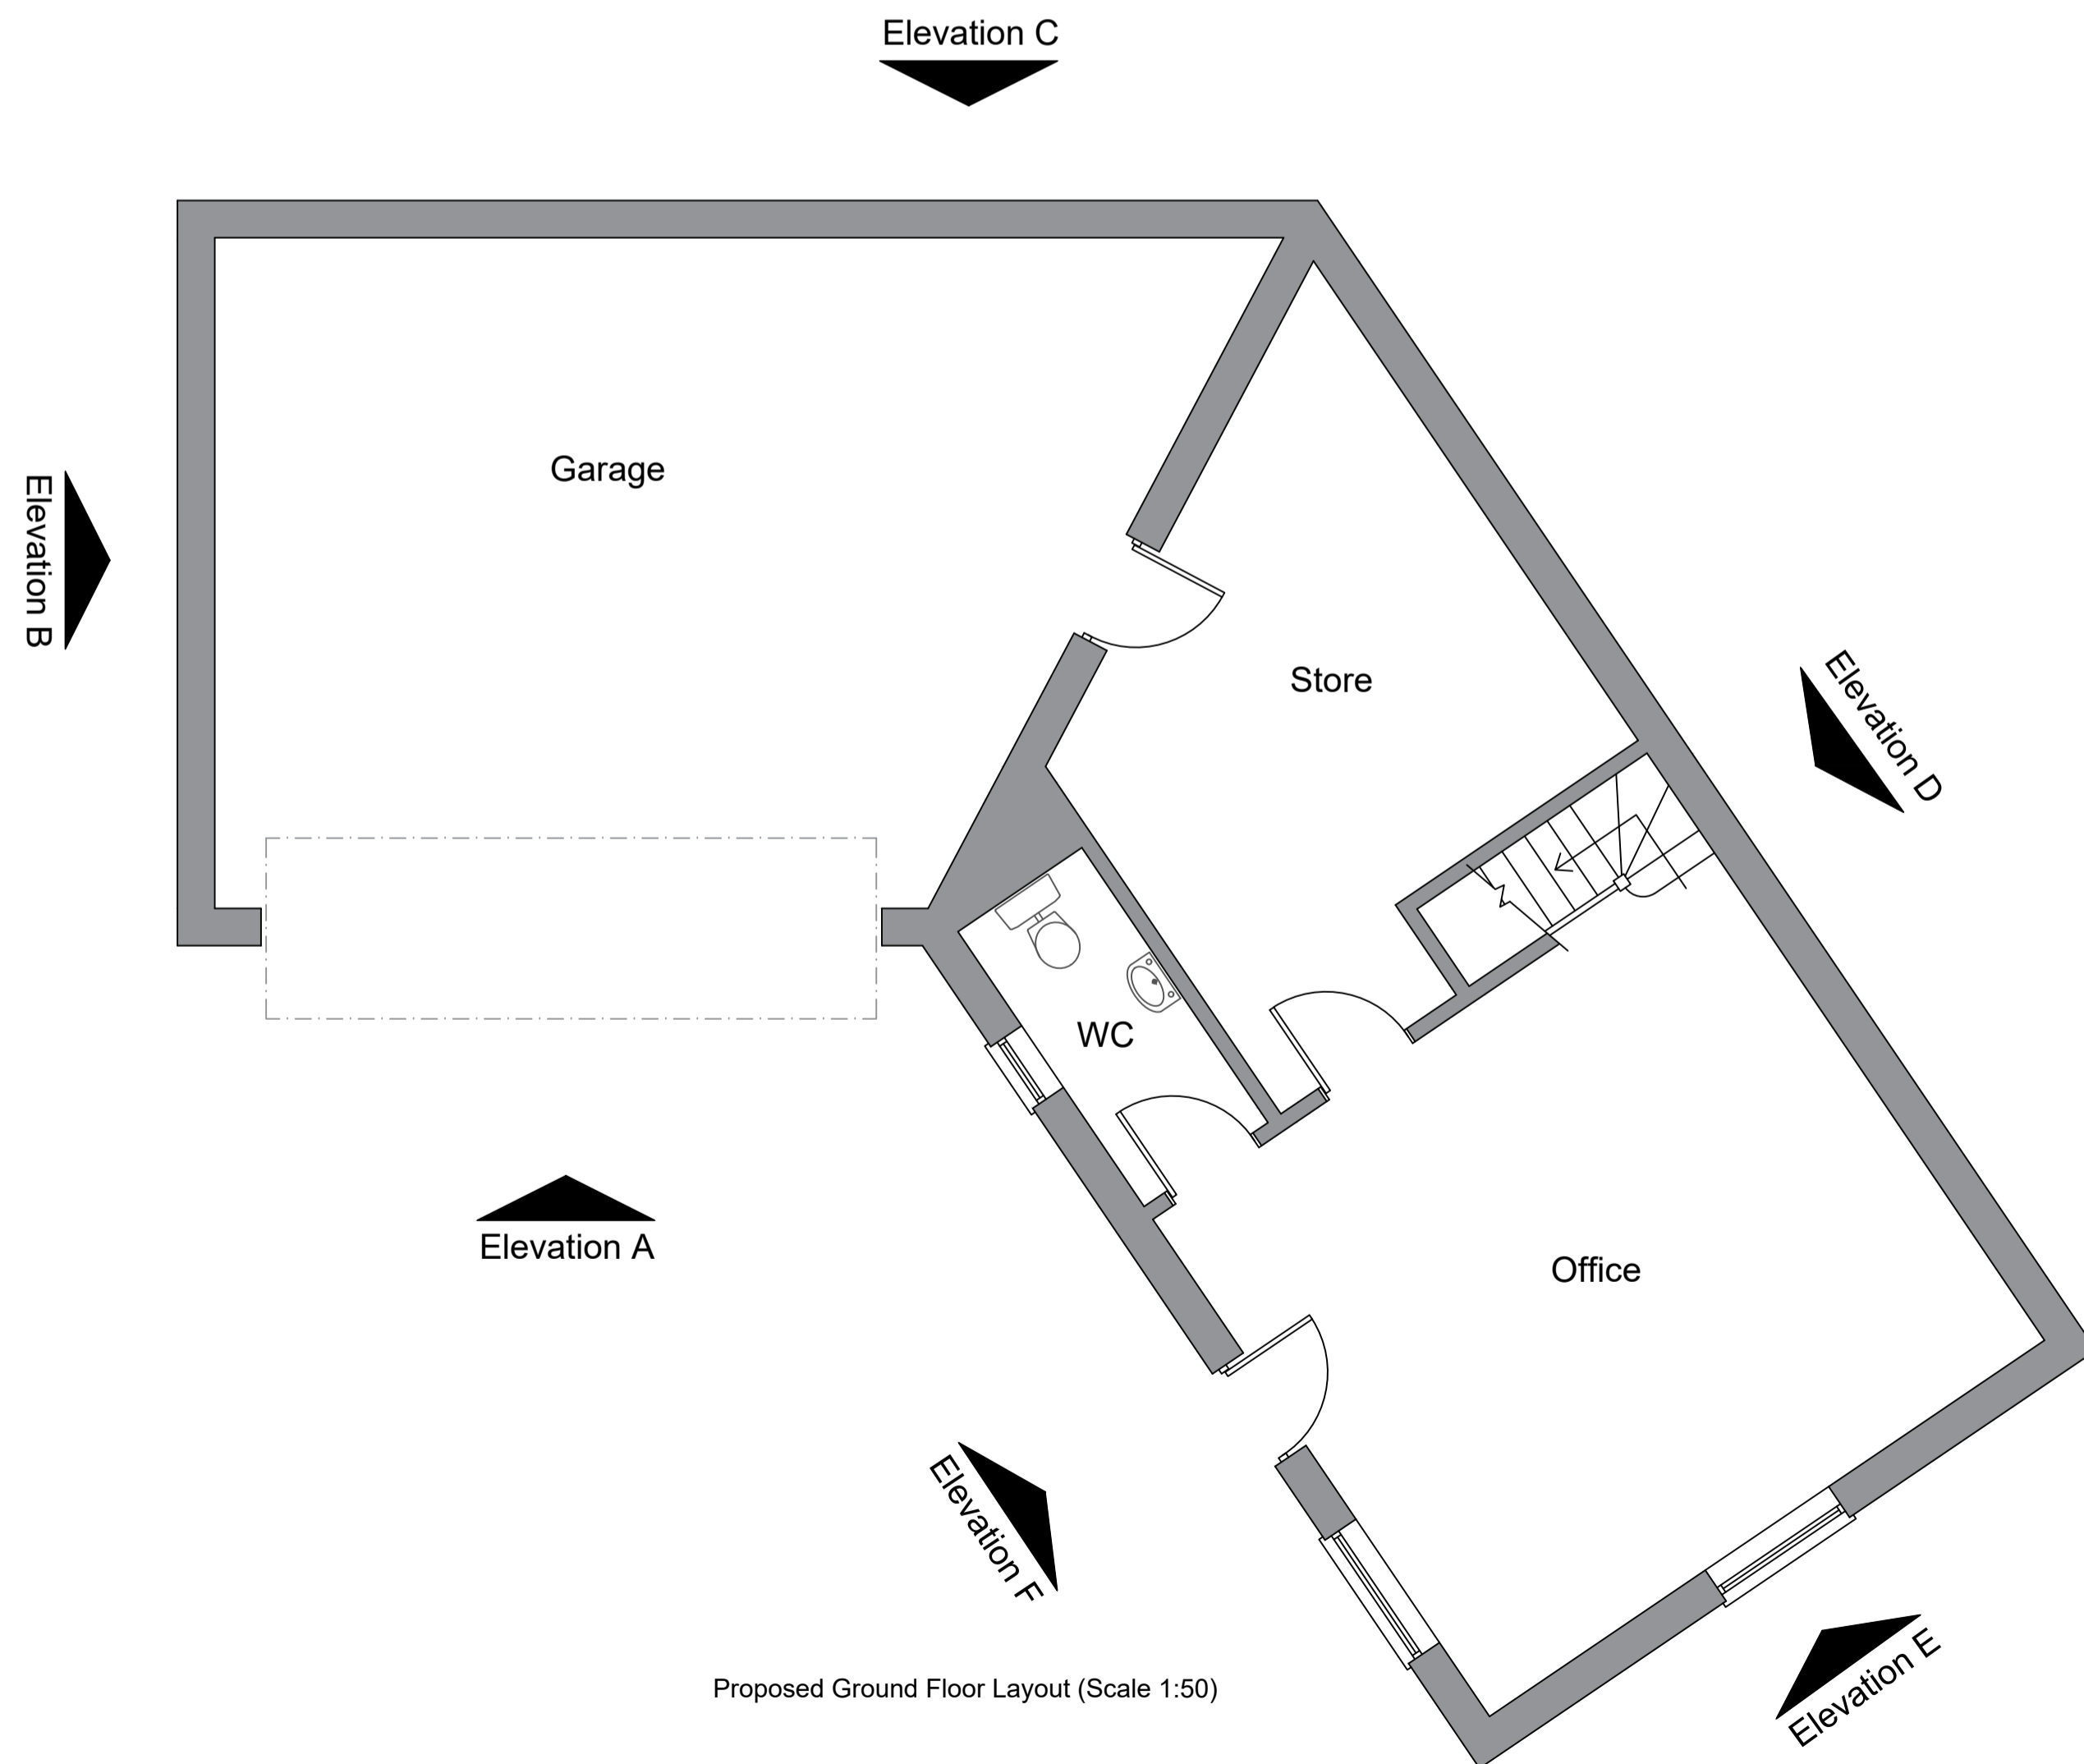 Elevation C
Garage
Elevation B
Store
Elevation D
WC
Elevation A
Office
Elevation F
Elevation E
Proposed Ground Floor Layout (Scale 1:50)